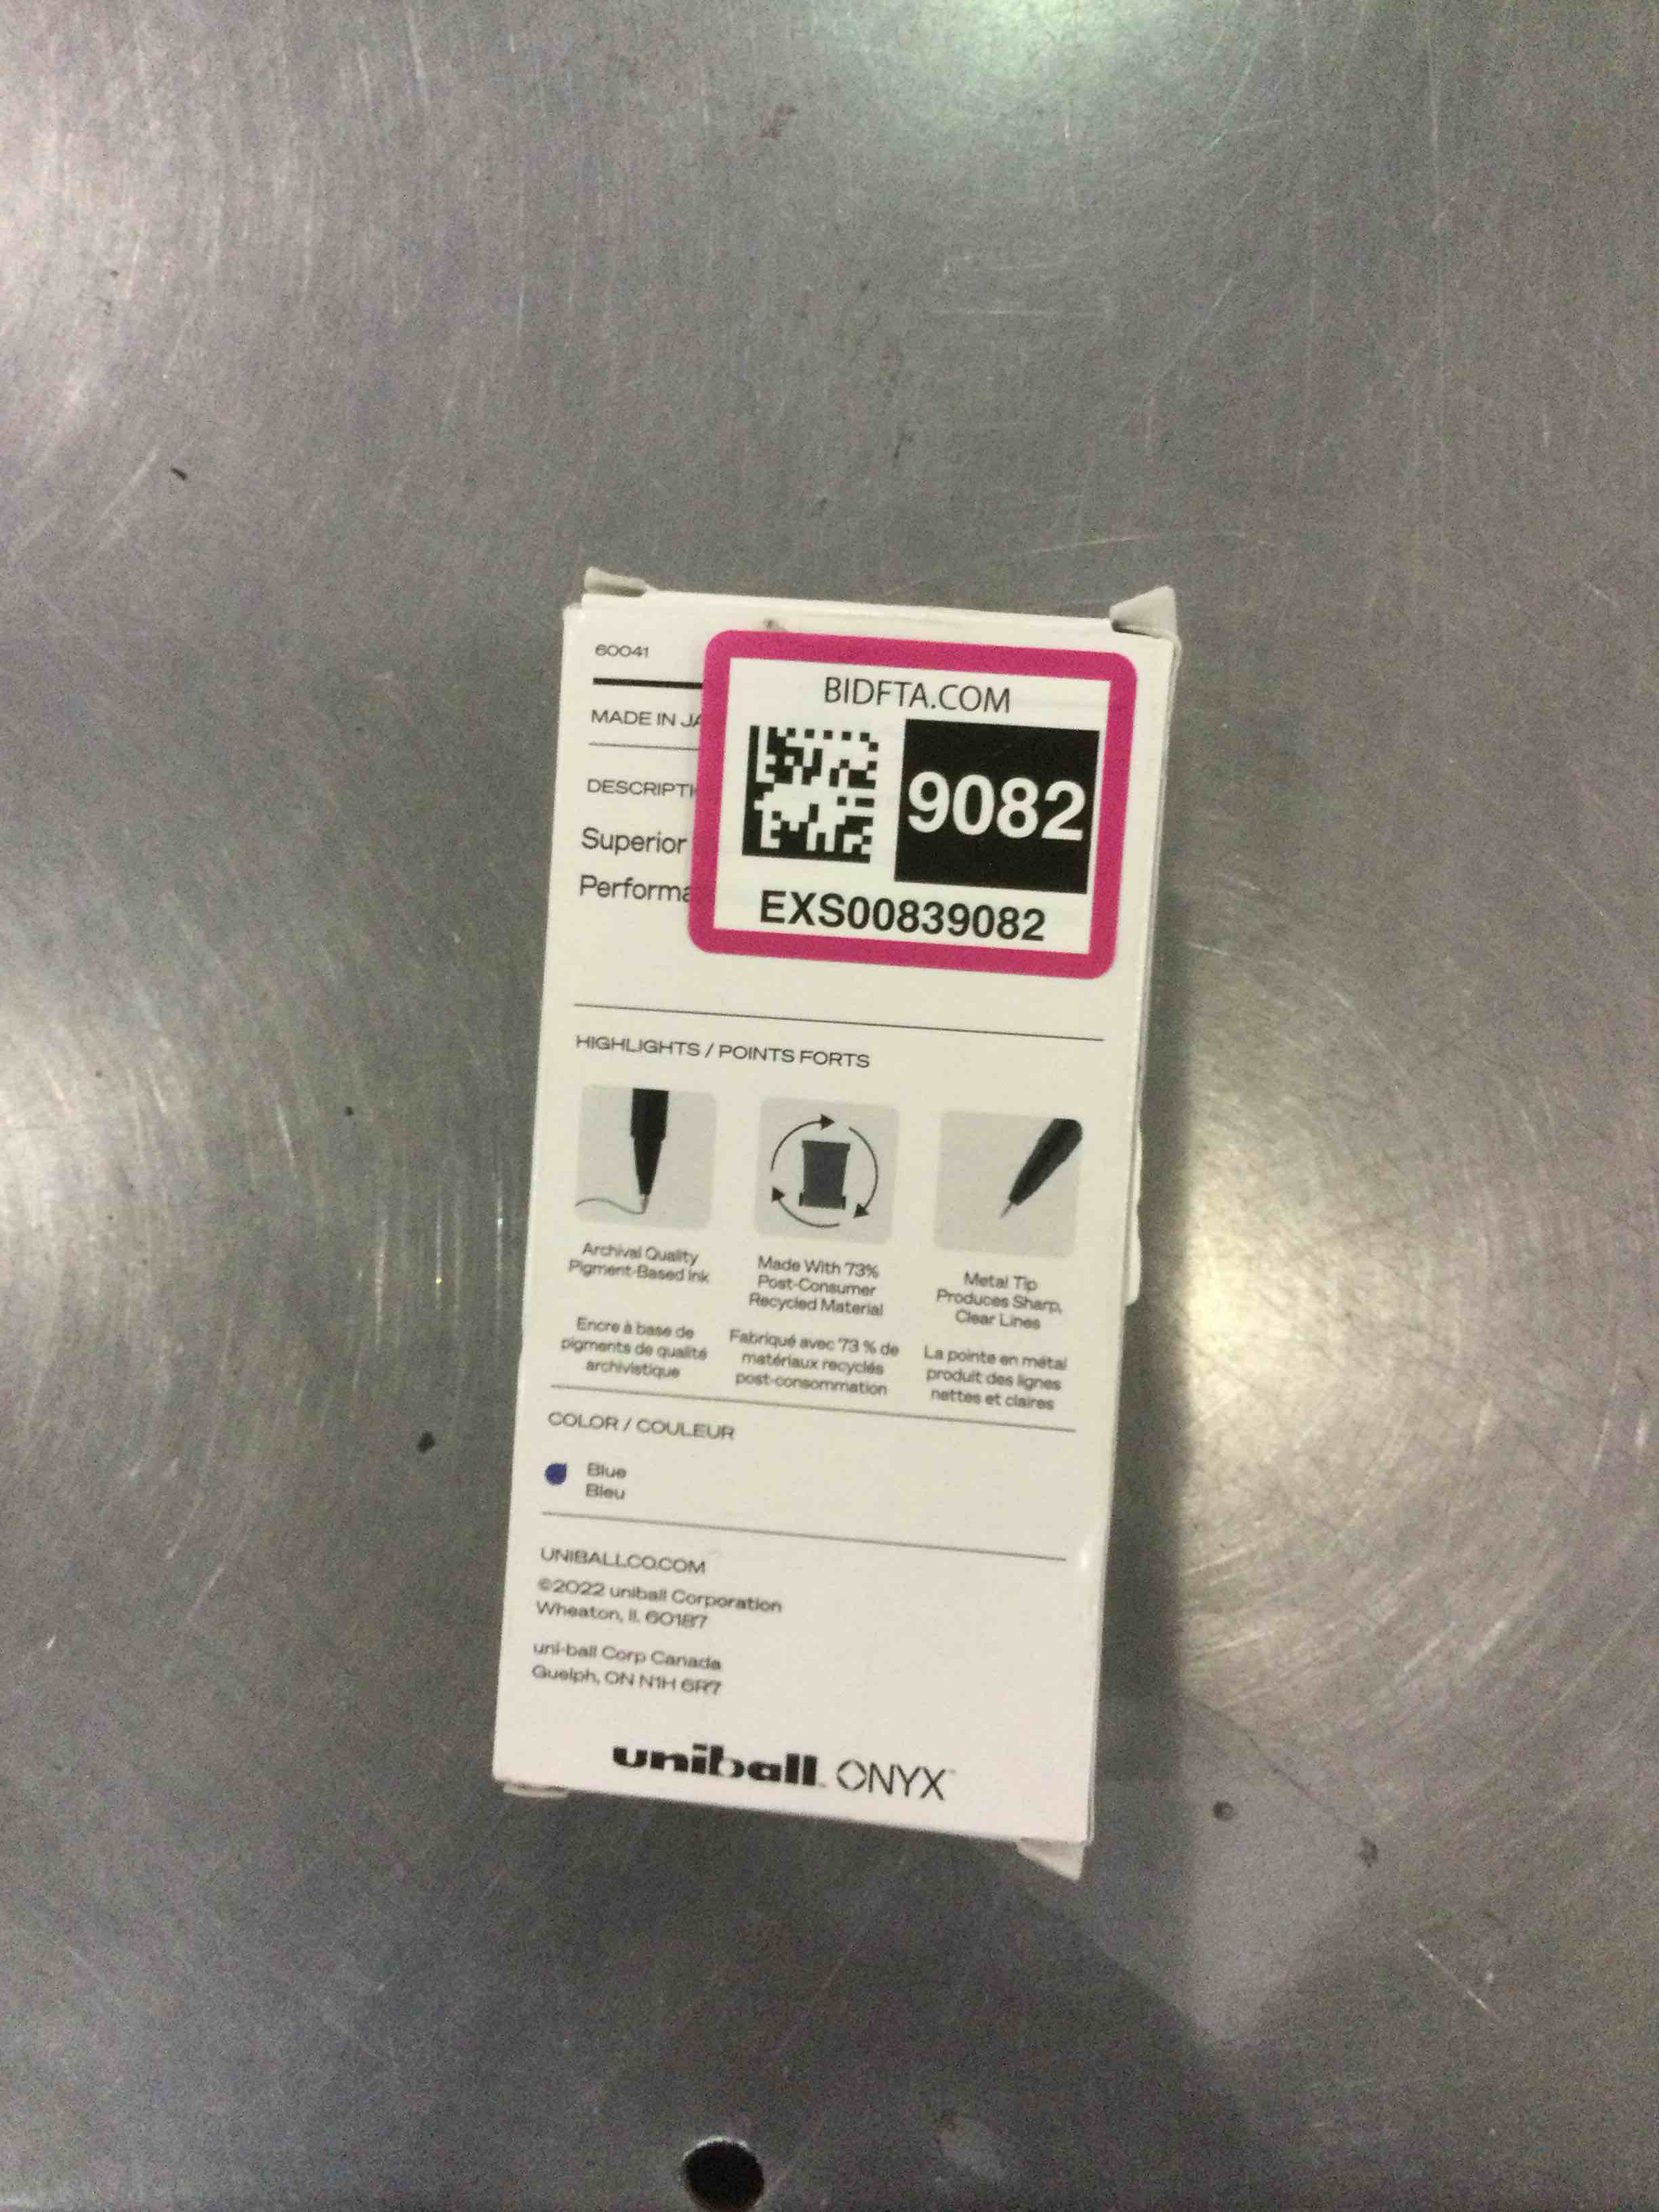 60041
MADE IN JA
DESCRIPTI
Superior
Performa
BIDFTA.COM
9082
EXS00839082
HIGHLIGHTS / POINTS FORTS
Archival Quality
Pigment-Based Ink
Encre à base de
pigments de qualité
archivistique
Made With 73%
Post-Consumer
Recycled Material
Fabriqué avec 73 % de
matériaux recyclés
post-consommation
Metal Tip
Produces Sharp,
Clear Lines
La pointe en métal
produit des lignes
nettes et claires
COLOR / COULEUR
Blue
Bleu
UNIBALLCO.COM
©2022 uniball Corporation
Wheaton, IL 60187
uni-ball Corp Canada
Guelph, ON N1H 6R7
uniball™ ONYX™